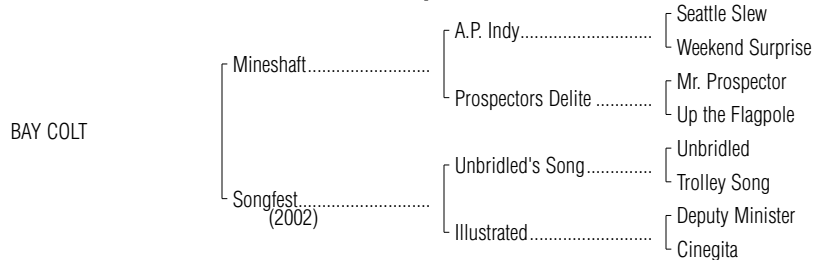 Seattle Slew
A.P. Indy............................
Weekend Surprise
Mineshaft..........................
Mr. Prospector
Prospectors Delite ............
Up the Flagpole
BAY COLT
Unbridled
Unbridled's Song..............
Trolley Song
Songfest............................
(2002)
Deputy Minister
Illustrated..........................
Cinegita